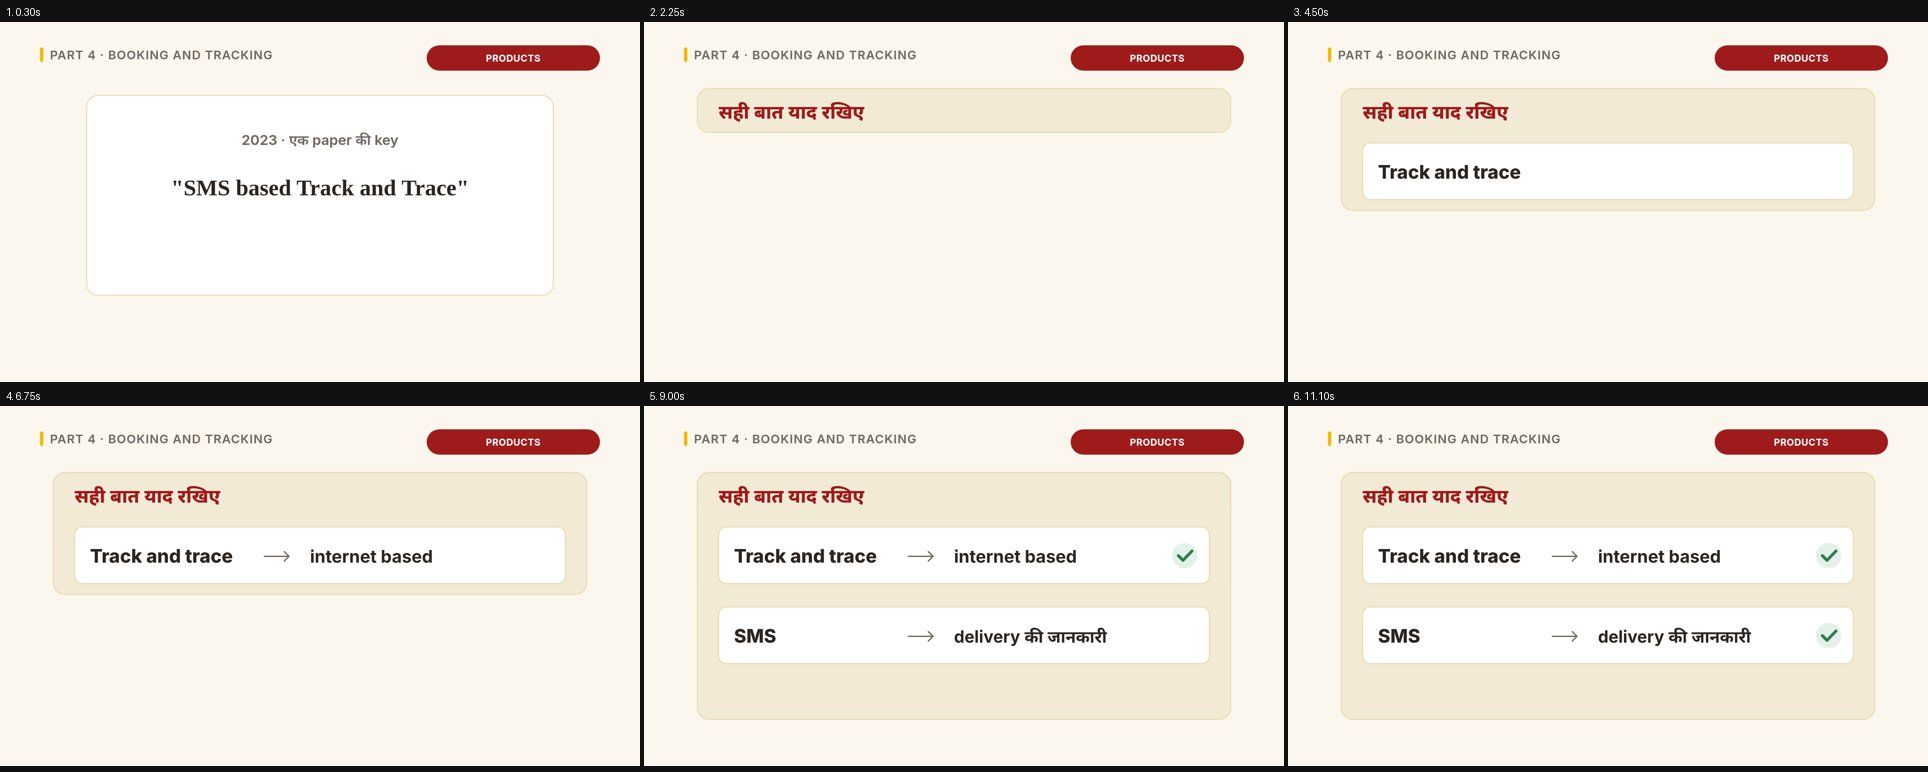 1. 0.30s
PART 4 · BOOKING AND TRACKING
PRODUCTS
2023 · एक paper की key
"SMS based Track and Trace"
2. 2.25s
PART 4 · BOOKING AND TRACKING
PRODUCTS
सही बात याद रखिए
3. 4.50s
PART 4 · BOOKING AND TRACKING
PRODUCTS
सही बात याद रखिए
Track and trace
4. 6.75s
PART 4 · BOOKING AND TRACKING
PRODUCTS
सही बात याद रखिए
Track and trace → internet based
5. 9.00s
PART 4 · BOOKING AND TRACKING
PRODUCTS
सही बात याद रखिए
Track and trace → internet based ✓
SMS → delivery की जानकारी
6. 11.10s
PART 4 · BOOKING AND TRACKING
PRODUCTS
सही बात याद रखिए
Track and trace → internet based ✓
SMS → delivery की जानकारी ✓